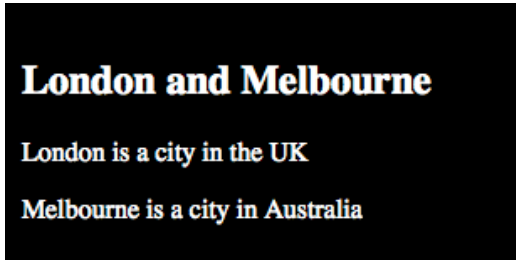 London and Melbourne
London is a city in the UK
Melbourne is a city in Australia